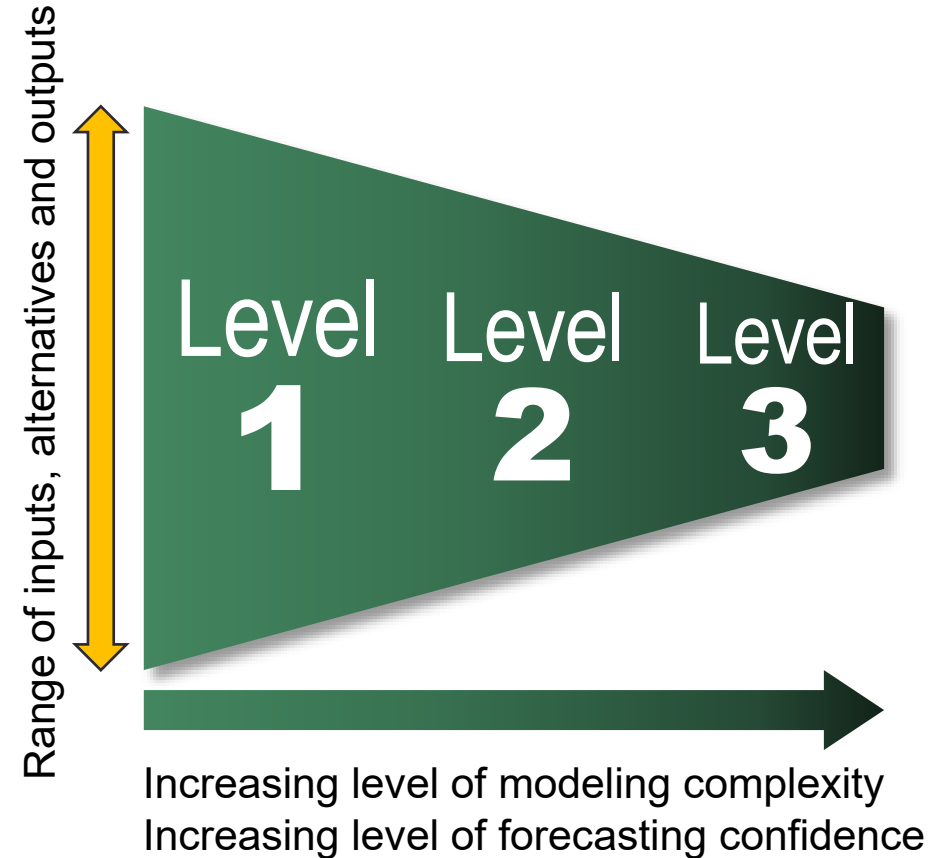 Range of inputs, alternatives and outputs
Level
1
Level
2
Level
3
Increasing level of modeling complexity
Increasing level of forecasting confidence